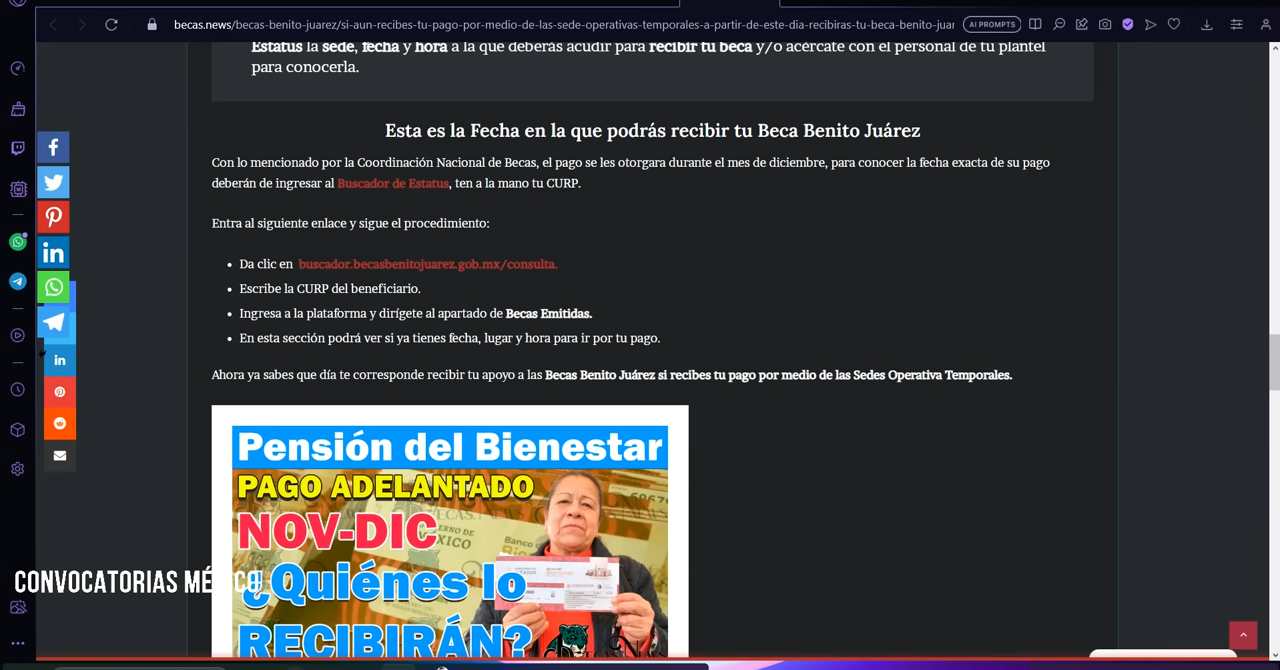 becas.news/becas-benito-juarez/si-aun-recibes-tu-pago-por-medio-de-las-sede-operativas-temporales-a-partir-de-este-dia-recibiras-tu-beca-benito-juar
AI PROMPTS
Estatus la sede, fecha y hora a la que deberás acudir para recibir tu beca y/o acércate con el personal de tu plantel
para conocerla.
Esta es la Fecha en la que podrás recibir tu Beca Benito Juárez
Con lo mencionado por la Coordinación Nacional de Becas, el pago se les otorgara durante el mes de diciembre, para conocer la fecha exacta de su pago
deberán de ingresar al Buscador de Estatus, ten a la mano tu CURP.
Entra al siguiente enlace y sigue el procedimiento:
• Da clic en buscador.becasbenitojuarez.gob.mx/consulta.
• Escribe la CURP del beneficiario.
• Ingresa a la plataforma y dirígete al apartado de Becas Emitidas.
• En esta sección podrá ver si ya tienes fecha, lugar y hora para ir por tu pago.
Ahora ya sabes que día te corresponde recibir tu apoyo a las Becas Benito Juárez si recibes tu pago por medio de las Sedes Operativa Temporales.
Pensión del Bienestar
PAGO ADELANTADO
NOV-DIC
CONVOCATORIAS MÉXICO
¿Quiénes lo
RECIBIRÁN?